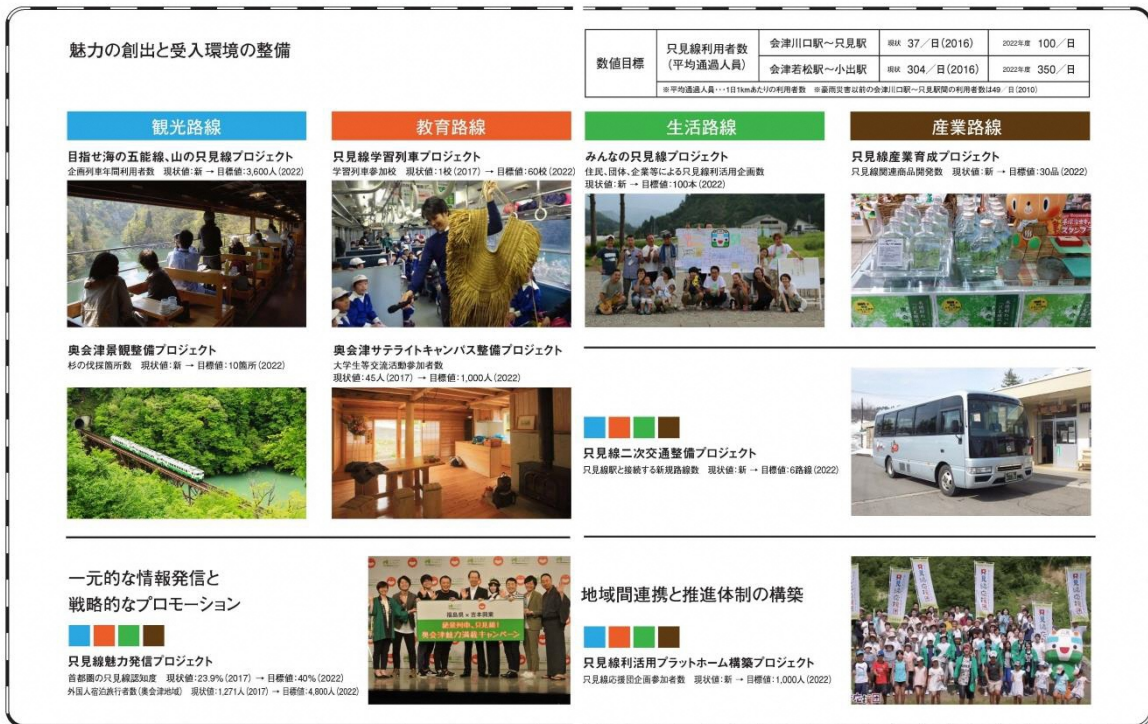 魅力の創出と受入環境の整備
数値目標
只見線利用者数
(平均通過人員)
会津川口駅〜只見駅
現状 37/日(2016)
2022年度 100/日
会津若松駅〜小出駅
現状 304/日(2016)
2022年度 350/日
※平均通過人員・・・1日1kmあたりの利用者数 ※豪雨災害以前の会津川口駅〜只見駅間の利用者数は49/日(2010)
観光路線
目指せ海の五能線、山の只見線プロジェクト
企画列車年間利用者数 現状値:新 → 目標値:3,600人(2022)
奥会津景観整備プロジェクト
杉の伐採箇所数 現状値:新 → 目標値:10箇所(2022)
教育路線
只見線学習列車プロジェクト
学習列車参加校 現状値:1校(2017) → 目標値:60校(2022)
奥会津サテライトキャンパス整備プロジェクト
大学生等交流活動参加者数
現状値:45人(2017) → 目標値:1,000人(2022)
生活路線
みんなの只見線プロジェクト
住民、団体、企業等による只見線利活用企画数
現状値:新 → 目標値:100本(2022)
産業路線
只見線産業育成プロジェクト
只見線関連商品開発数 現状値:新 → 目標値:30品(2022)
スタンプ
只見線二次交通整備プロジェクト
只見線駅と接続する新規路線数 現状値:新 → 目標:6路線(2022)
一元的な情報発信と
戦略的なプロモーション
只見線魅力発信プロジェクト
首都圏の只見線認知度 現状値:23.9%(2017) → 目標値:40%(2022)
外国人宿泊旅行者数(奥会津地域) 現状値:1,271人(2017) → 目標値:4,800人(2022)
福島県×吉本興業
絶景列車、只見線!
奥会津魅力満載キャンペーン
地域間連携と推進体制の構築
只見線利活用プラットホーム構築プロジェクト
只見線応援団企画参加者数 現状値:新 → 目標値:1,000人(2022)